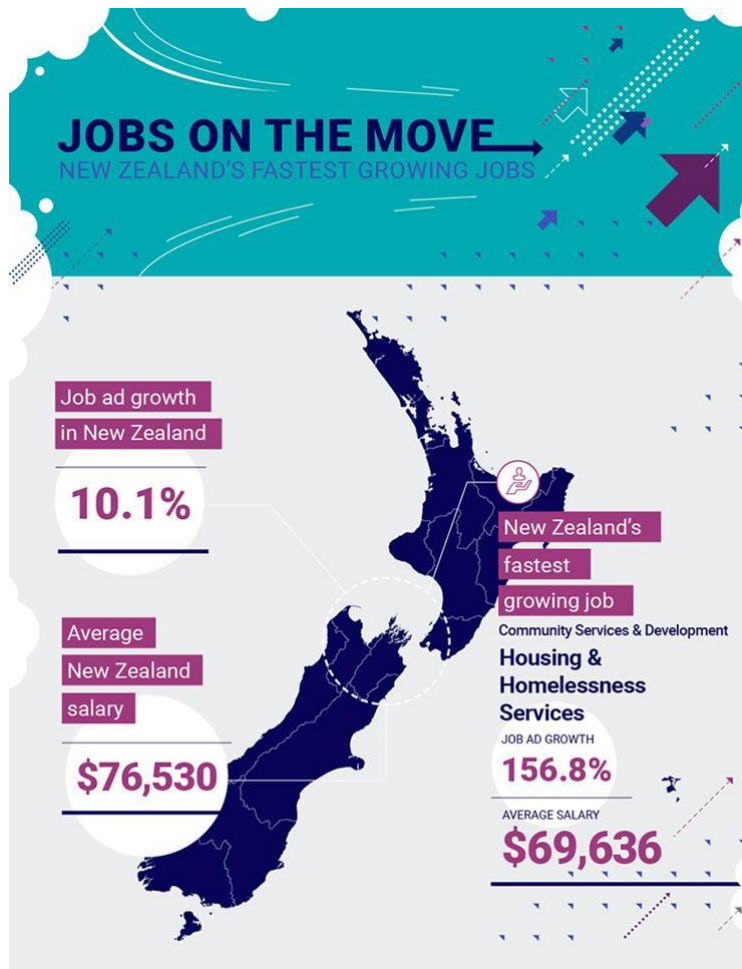 JOBS ON THE MOVE
NEW ZEALAND'S FASTEST GROWING JOBS
Job ad growth
in New Zealand
10.1%
Average
New Zealand
salary
$76,530
New Zealand's
fastest
growing job
Community Services & Development
Housing &
Homelessness
Services
JOB AD GROWTH
156.8%
AVERAGE SALARY
$69,636